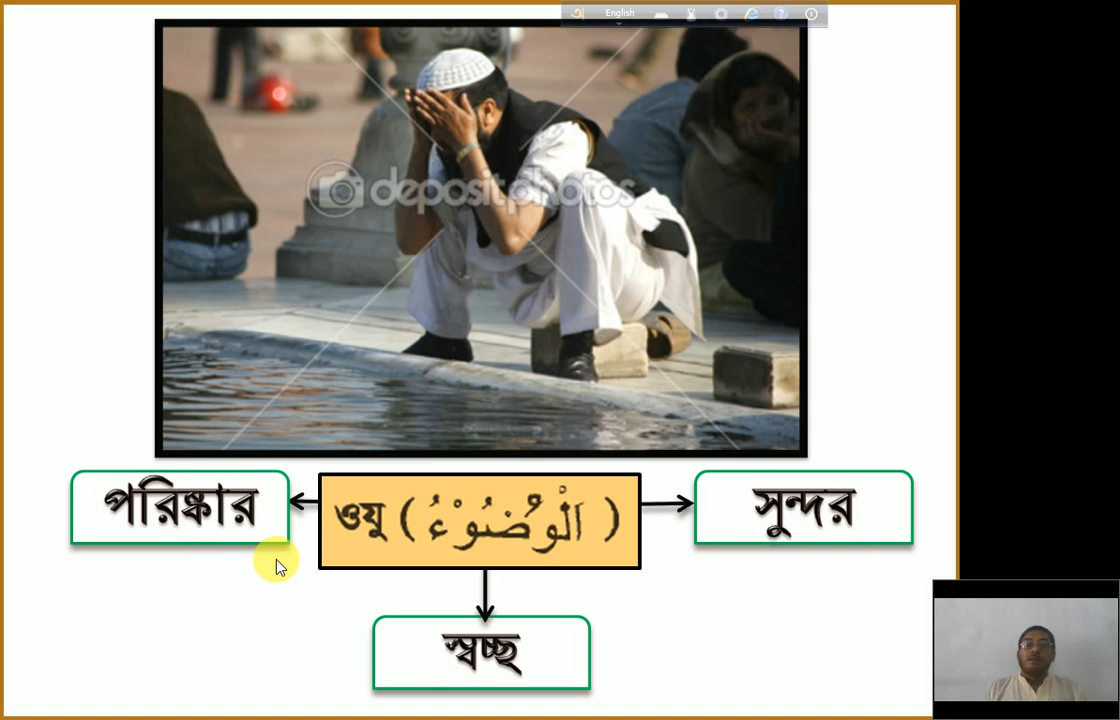 English
depositphotos
পরিষ্কার
ওযু ( اَلْوُضُوْءُ )
সুন্দর
স্বচ্ছ